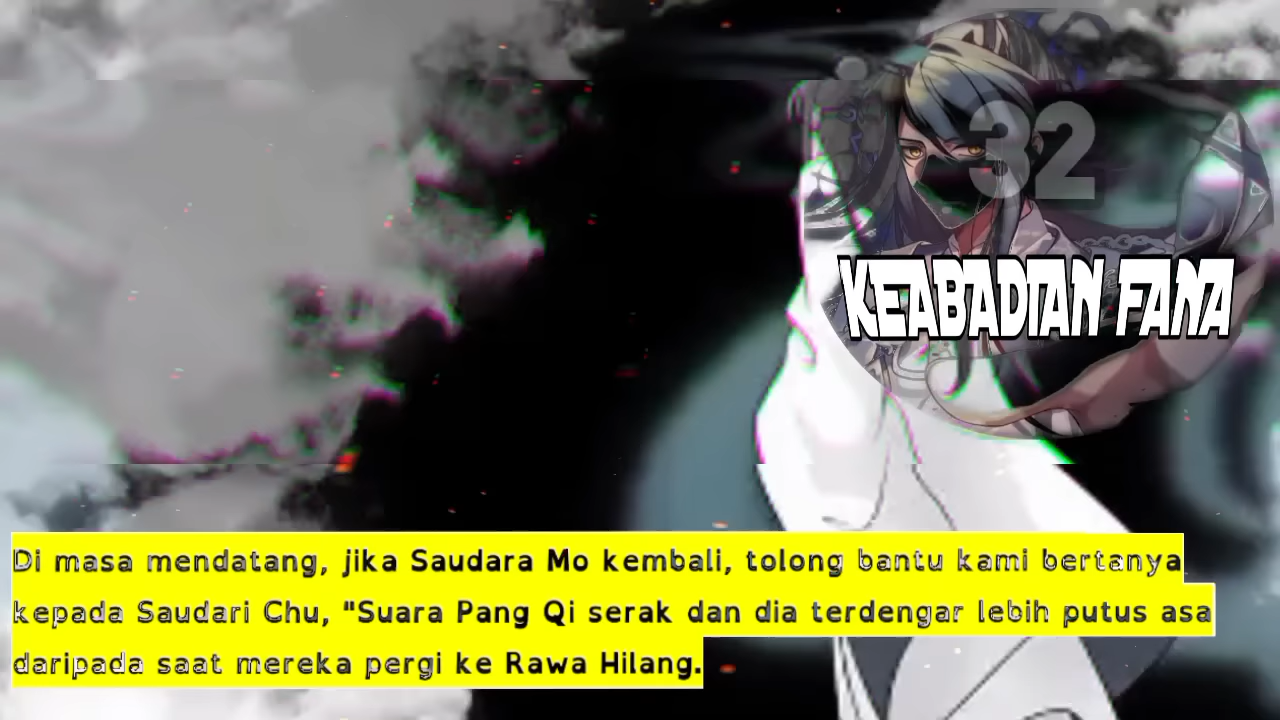 32
KEABADIAN FANA
Di masa mendatang, jika Saudara Mo kembali, tolong bantu kami bertanya
kepada Saudari Chu, "Suara Pang Qi serak dan dia terdengar lebih putus asa
daripada saat mereka pergi ke Rawa Hilang.